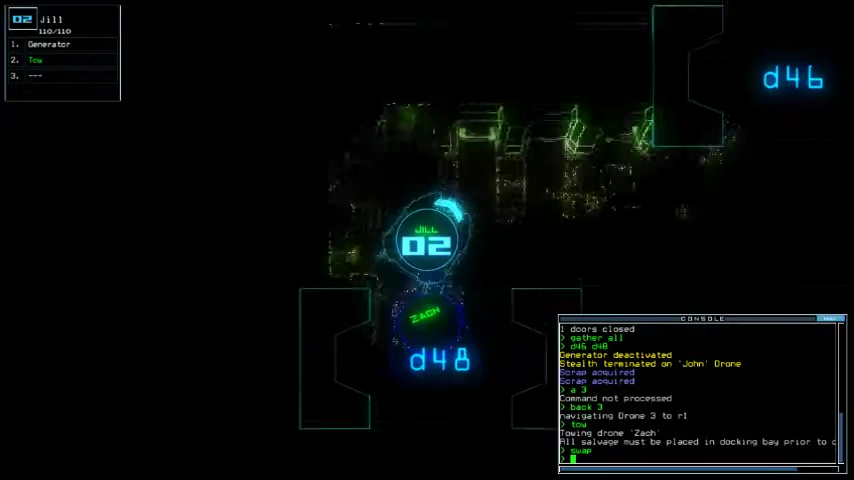 02 Jill
110/110
1. Generator
2. Tow
3. ---
d46
JILL
02
ZACH
d48
CONSOLE
1 doors closed
> gather all
> d46 d48
Generator deactivated
Stealth terminated on 'John' Drone
Scrap acquired
Scrap acquired
> a 3
Command not processed
> back 3
navigating Drone 3 to r1
> tow
Towing drone 'Zach'
All salvage must be placed in docking bay prior to
> swap
>